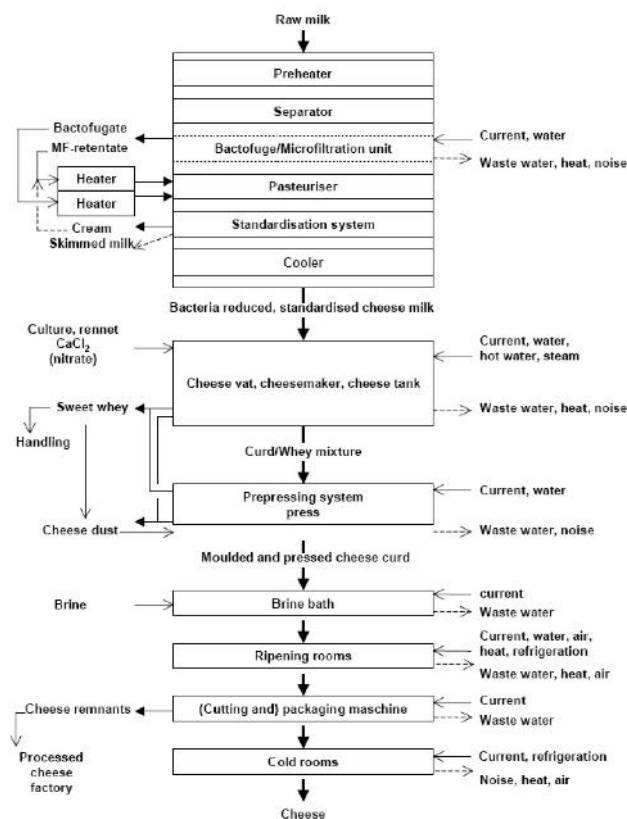 Raw milk
Preheater
Separator
Bactofugate
MF-retentate
Bactofuge/Microfiltration unit
Current, water
Waste water, heat, noise
Heater
Heater
Pasteuriser
Cream
Skimmed milk
Standardisation system
Cooler
Bacteria reduced, standardised cheese milk
Culture, rennet
CaCl2
(nitrate)
Current, water,
hot water, steam
Cheese vat, cheesemaker, cheese tank
Sweet whey
Waste water, heat, noise
Handling
Curd/Whey mixture
Prepressing system
press
Current, water
Cheese dust
Waste water, noise
Moulded and pressed cheese curd
Brine
Brine bath
current
Waste water
Ripening rooms
Current, water, air,
heat, refrigeration
Waste water, heat, air
Cheese remnants
(Cutting and) packaging maschine
Current
Waste water
Processed
cheese
factory
Cold rooms
Current, refrigeration
Noise, heat, air
Cheese